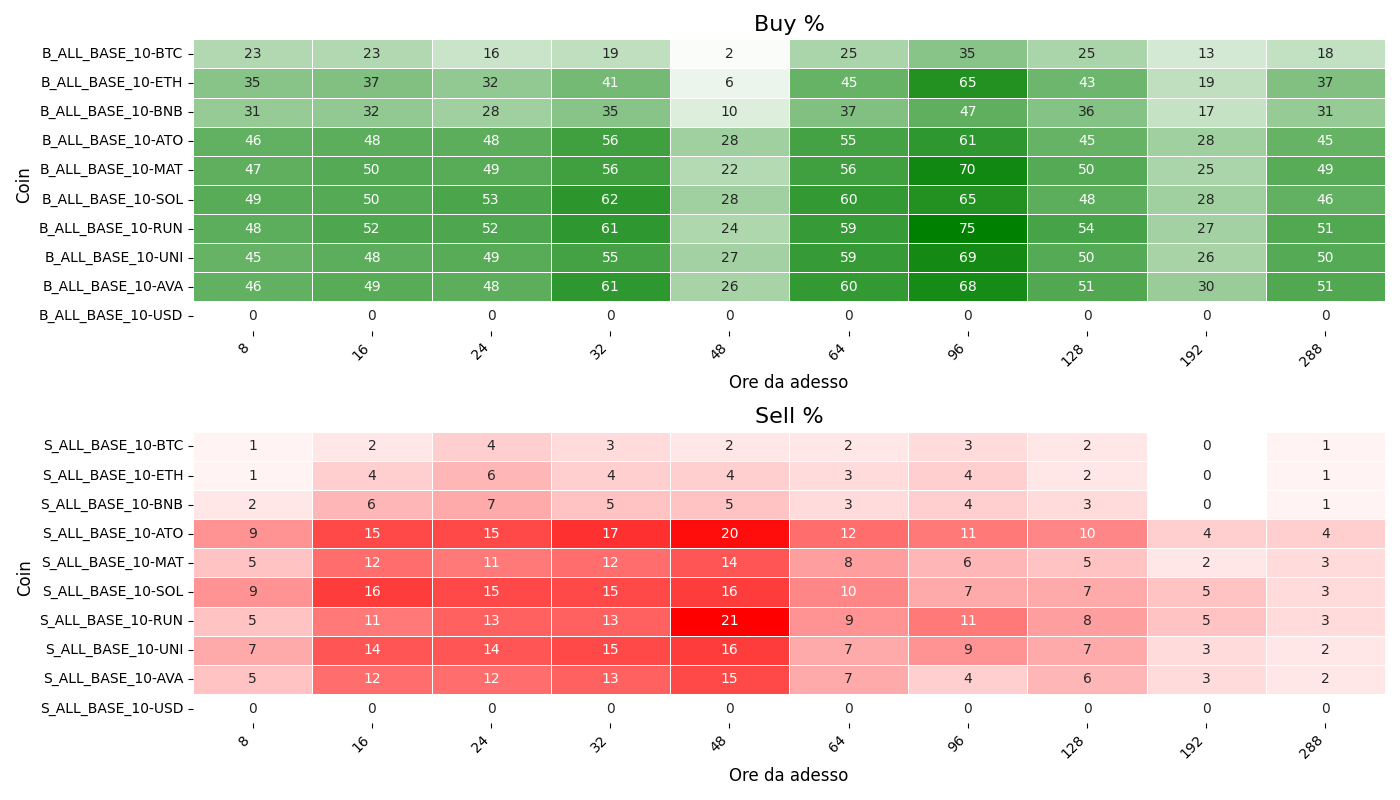 Buy %
Coin
B_ALL_BASE_10-BTC 23 23 16 19 2 25 35 25 13 18
B_ALL_BASE_10-ETH 35 37 32 41 6 45 65 43 19 37
B_ALL_BASE_10-BNB 31 32 28 35 10 37 47 36 17 31
B_ALL_BASE_10-ATO 46 48 48 56 28 55 61 45 28 45
B_ALL_BASE_10-MAT 47 50 49 56 22 56 70 50 25 49
B_ALL_BASE_10-SOL 49 50 53 62 28 60 65 48 28 46
B_ALL_BASE_10-RUN 48 52 52 61 24 59 75 54 27 51
B_ALL_BASE_10-UNI 45 48 49 55 27 59 69 50 26 50
B_ALL_BASE_10-AVA 46 49 48 61 26 60 68 51 30 51
B_ALL_BASE_10-USD 0 0 0 0 0 0 0 0 0 0
8 16 24 32 48 64 96 128 192 288
Ore da adesso
Sell %
Coin
S_ALL_BASE_10-BTC 1 2 4 3 2 2 3 2 0 1
S_ALL_BASE_10-ETH 1 4 6 4 4 3 4 2 0 1
S_ALL_BASE_10-BNB 2 6 7 5 5 3 4 3 0 1
S_ALL_BASE_10-ATO 9 15 15 17 20 12 11 10 4 4
S_ALL_BASE_10-MAT 5 12 11 12 14 8 6 5 2 3
S_ALL_BASE_10-SOL 9 16 15 15 16 10 7 7 5 3
S_ALL_BASE_10-RUN 5 11 13 13 21 9 11 8 5 3
S_ALL_BASE_10-UNI 7 14 14 15 16 7 9 7 3 2
S_ALL_BASE_10-AVA 5 12 12 13 15 7 4 6 3 2
S_ALL_BASE_10-USD 0 0 0 0 0 0 0 0 0 0
8 16 24 32 48 64 96 128 192 288
Ore da adesso